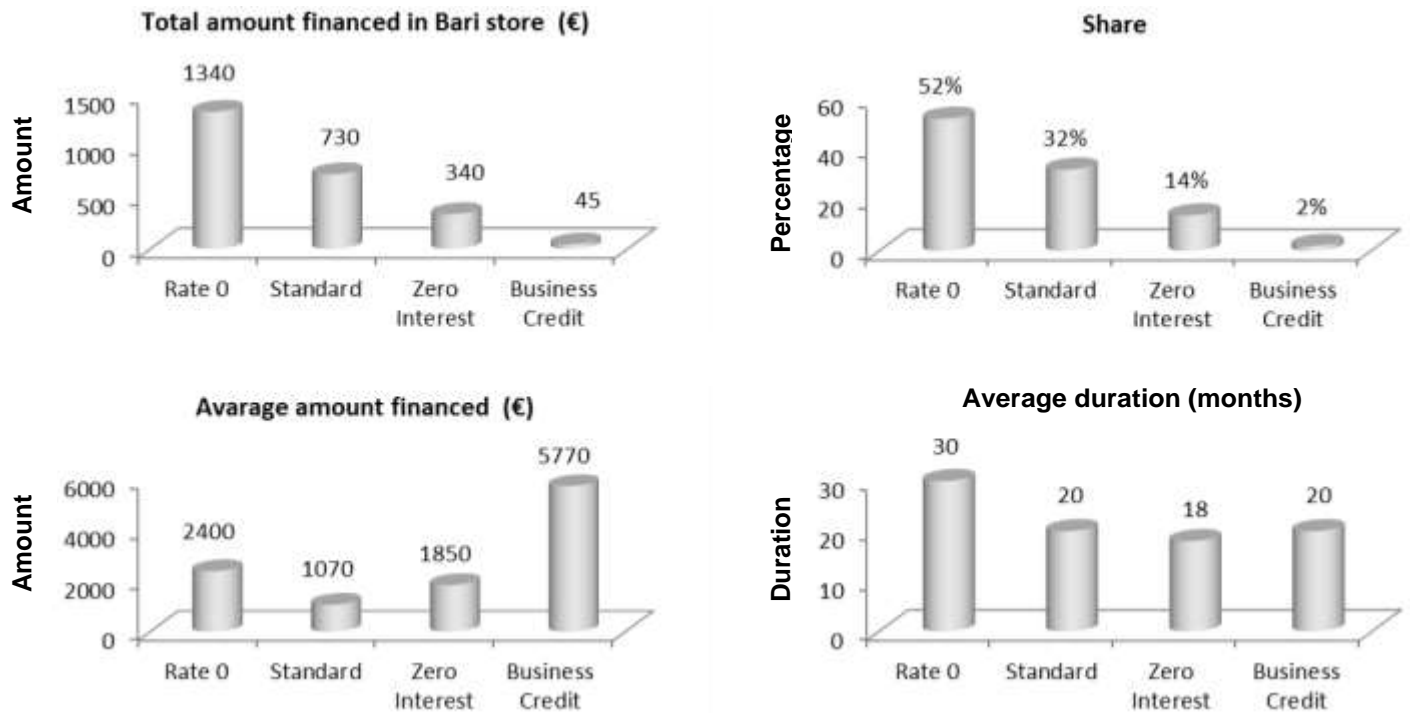 Total amount financed in Bari store (€)
Amount
1500
1000
500
0
1340
730
340
45
Rate 0
Standard
Zero
Interest
Business
Credit
Share
Percentage
60
40
20
0
52%
32%
14%
2%
Rate 0
Standard
Zero
Interest
Business
Credit
Avarage amount financed (€)
Amount
6000
4000
2000
0
2400
1070
1850
5770
Rate 0
Standard
Zero
Interest
Business
Credit
Average duration (months)
Duration
30
20
10
0
30
20
18
20
Rate 0
Standard
Zero
Interest
Business
Credit